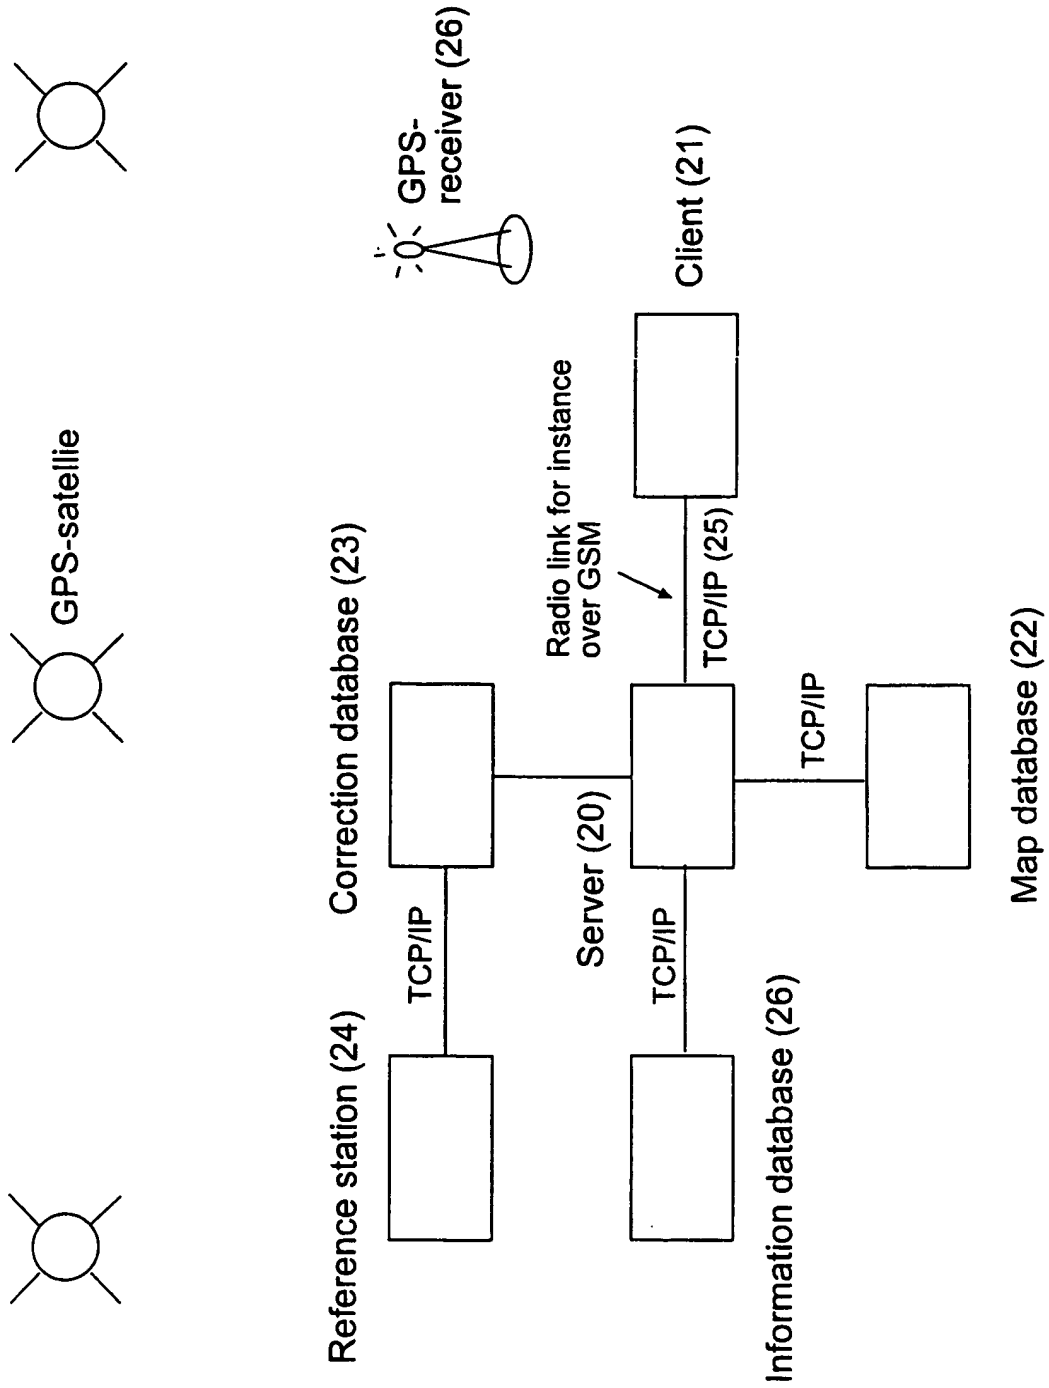 GPS-satellie
Reference station (24)
Correction database (23)
GPS-
receiver (26)
TCP/IP
Radio link for instance
over GSM
Server (20)
Client (21)
TCP/IP
TCP/IP (25)
Information database (26)
TCP/IP
Map database (22)